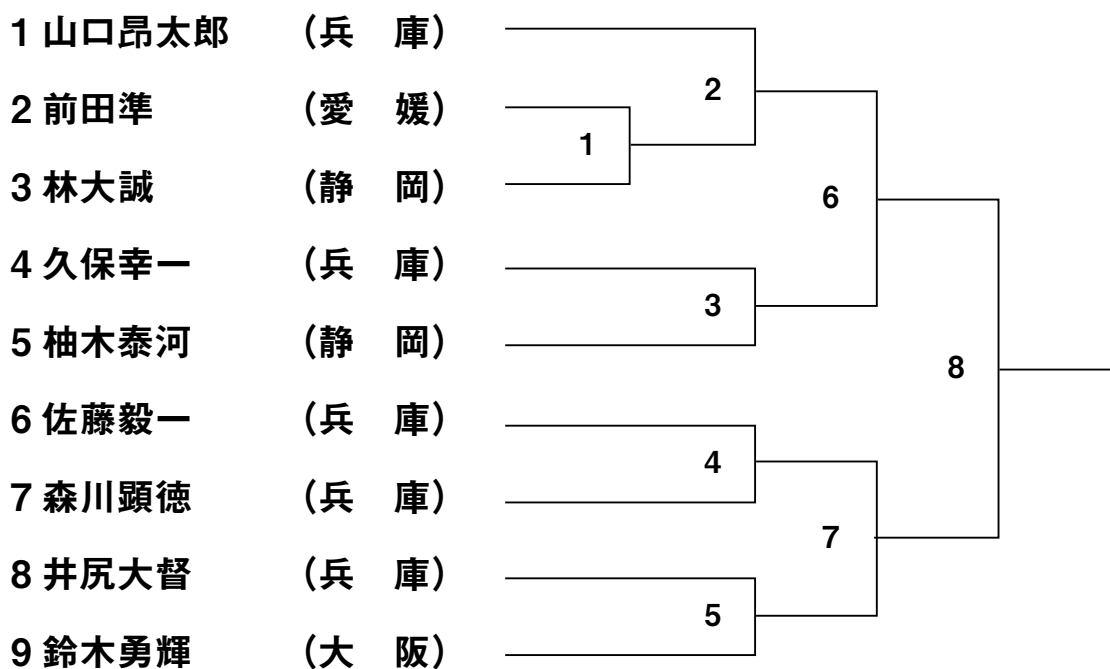 1 山口昂太郎 （兵　庫）
2 前田準 （愛　媛）
3 林大誠 （静　岡）
4 久保幸一 （兵　庫）
5 柚木泰河 （静　岡）
6 佐藤毅一 （兵　庫）
7 森川顕徳 （兵　庫）
8 井尻大督 （兵　庫）
9 鈴木勇輝 （大　阪）
2
1
6
3
8
4
7
5